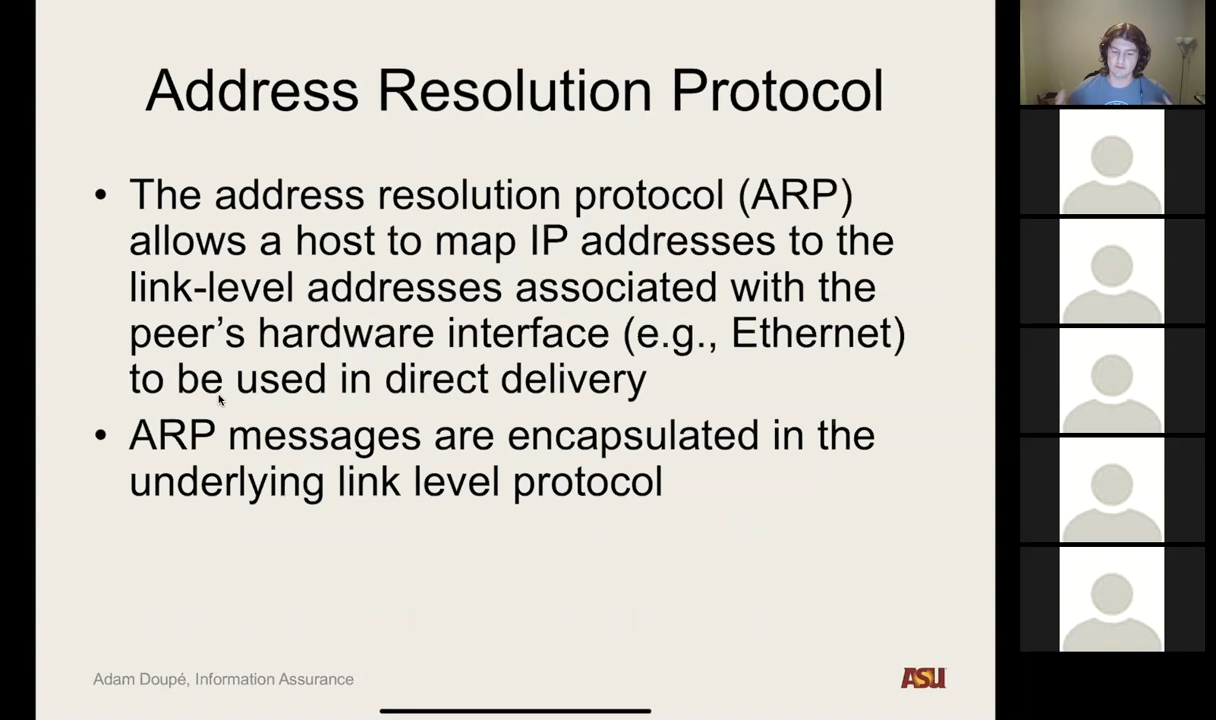 Address Resolution Protocol
• The address resolution protocol (ARP)
allows a host to map IP addresses to the
link-level addresses associated with the
peer’s hardware interface (e.g., Ethernet)
to be used in direct delivery
• ARP messages are encapsulated in the
underlying link level protocol
Adam Doupé, Information Assurance
ASU